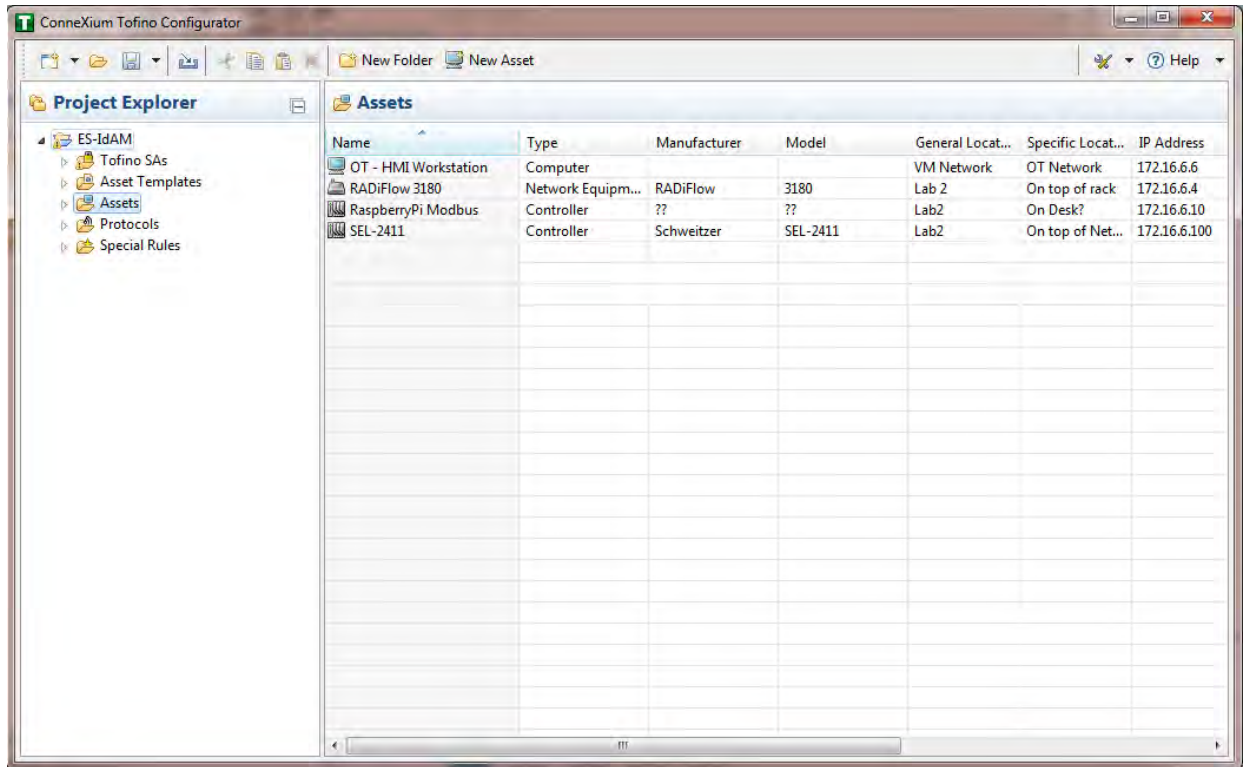 ConneXium Tofino Configurator
New Folder New Asset Help
Project Explorer
ES-IdAM
Tofino SAs
Asset Templates
Assets
Protocols
Special Rules
Assets
Name Type Manufacturer Model General Locat... Specific Locat... IP Address
OT - HMI Workstation Computer VM Network OT Network 172.16.6.6
RADiFlow 3180 Network Equipm... RADiFlow 3180 Lab 2 On top of rack 172.16.6.4
RaspberryPi Modbus Controller ?? ?? Lab2 On Desk? 172.16.6.10
SEL-2411 Controller Schweitzer SEL-2411 Lab2 On top of Net... 172.16.6.100